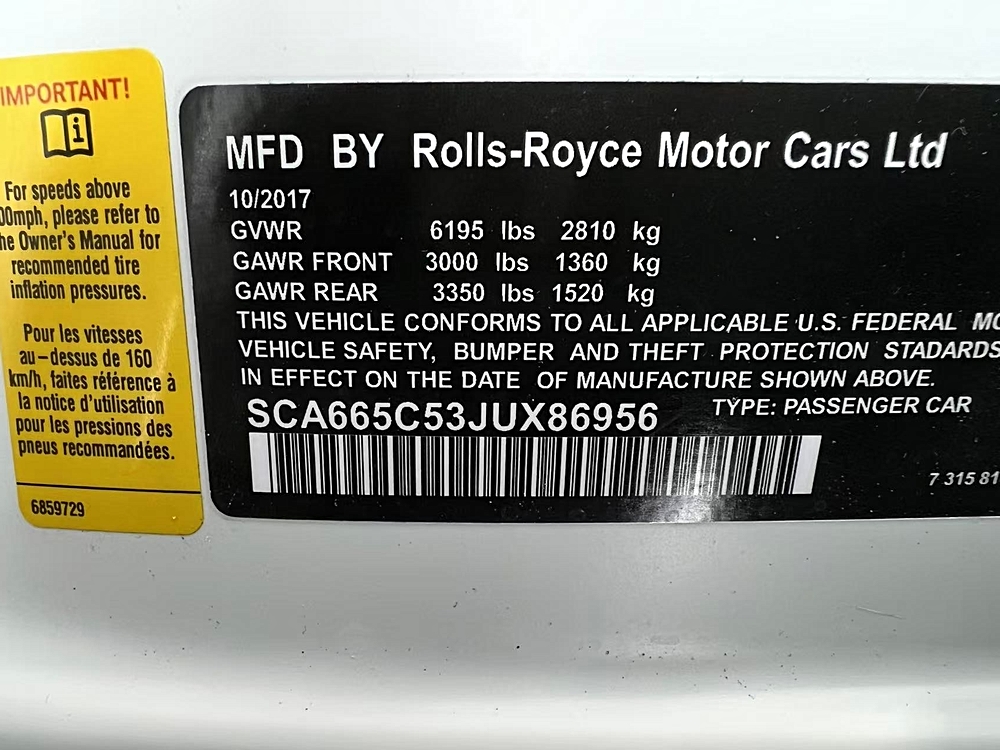 IMPORTANT!
For speeds above
00mph, please refer to
he Owner's Manual for
recommended tire
inflation pressures.
Pour les vitesses
au-dessus de 160
km/h, faites référence à
la notice d'utilisation
pour les pressions des
pneus recommandées.
6859729
MFD BY Rolls-Royce Motor Cars Ltd
10/2017
GVWR 6195 lbs 2810 kg
GAWR FRONT 3000 lbs 1360 kg
GAWR REAR 3350 lbs 1520 kg
THIS VEHICLE CONFORMS TO ALL APPLICABLE U.S. FEDERAL MO
VEHICLE SAFETY, BUMPER AND THEFT PROTECTION STADARDS
IN EFFECT ON THE DATE OF MANUFACTURE SHOWN ABOVE.
SCA665C53JUX86956 TYPE: PASSENGER CAR
7 315 81